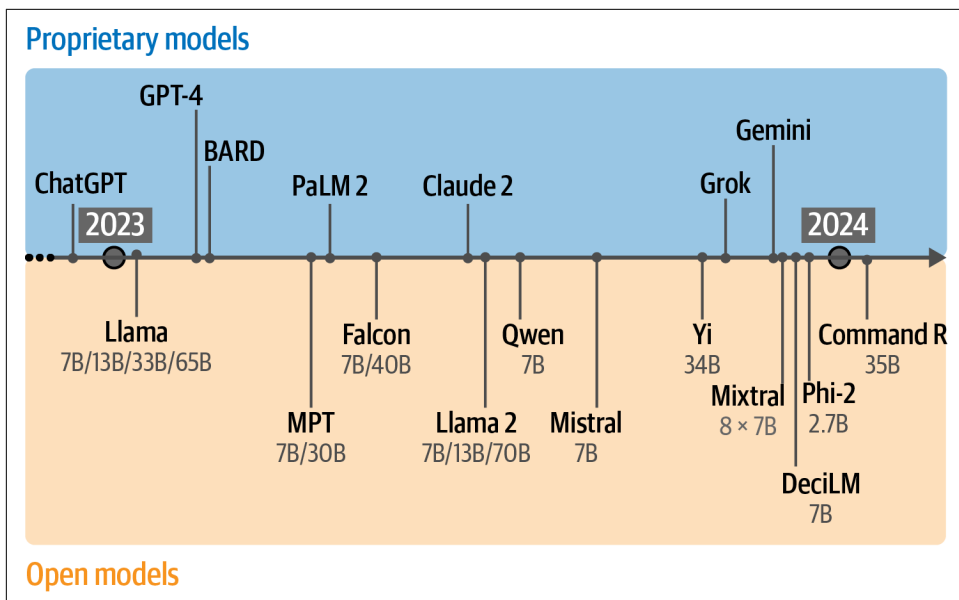 Proprietary models
GPT-4
BARD
Gemini
ChatGPT
PaLM 2
Claude 2
Grok
2023
2024
Llama
7B/13B/33B/65B
Falcon
7B/40B
Qwen
7B
Yi
34B
Command R
35B
MPT
7B/30B
Llama 2
7B/13B/70B
Mistral
7B
Mixtral
8 × 7B
Phi-2
2.7B
DeciLM
7B
Open models